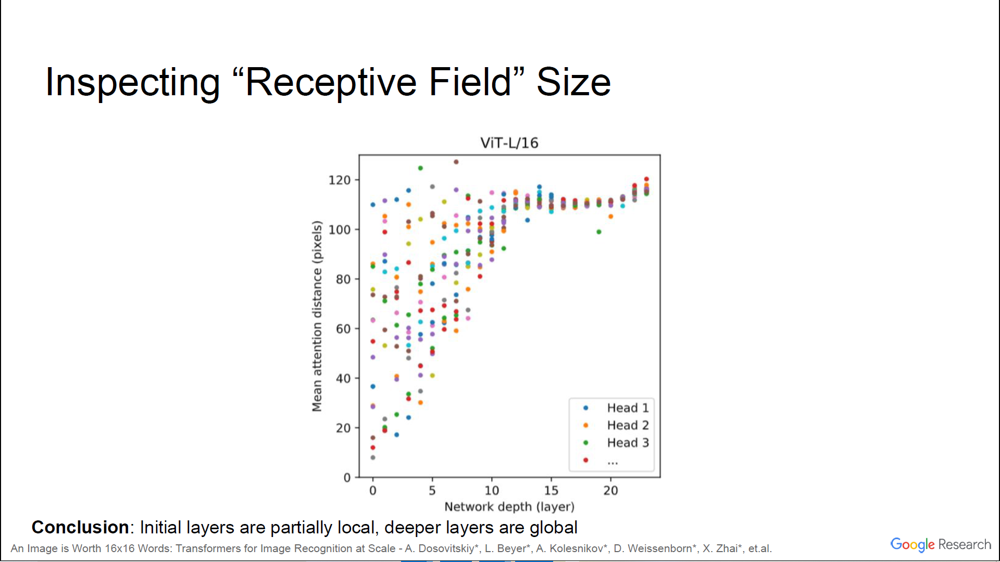 Inspecting “Receptive Field” Size
ViT-L/16
120
100
80
60
40
20
0
Mean attention distance (pixels)
Head 1
Head 2
Head 3
...
0 5 10 15 20
Network depth (layer)
Conclusion: Initial layers are partially local, deeper layers are global
An Image is Worth 16x16 Words: Transformers for Image Recognition at Scale - A. Dosovitskiy*, L. Beyer*, A. Kolesnikov*, D. Weissenborn*, X. Zhai*, et.al.
Google Research